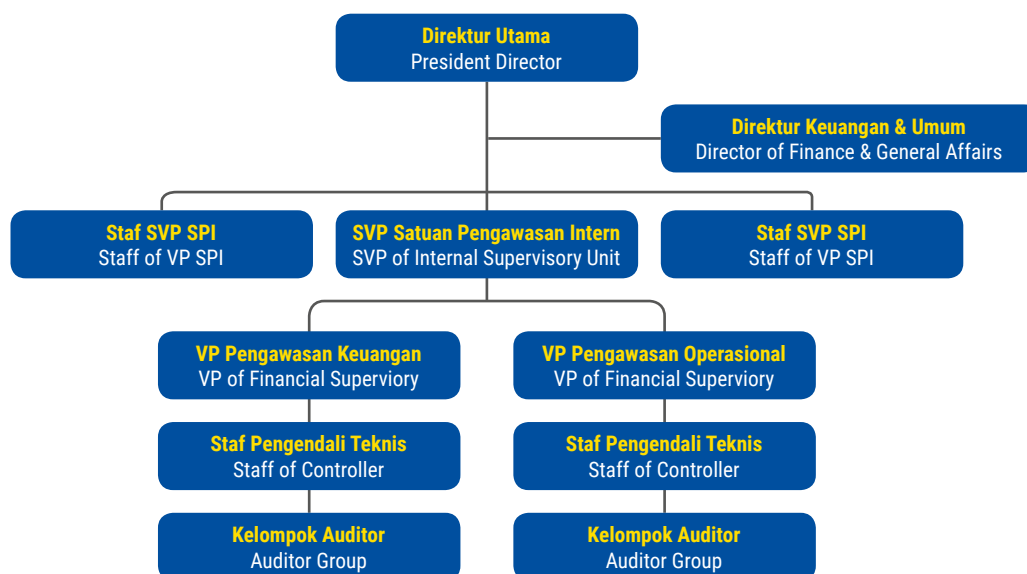 Direktur Utama
President Director
Direktur Keuangan & Umum
Director of Finance & General Affairs
Staf SVP SPI
Staff of VP SPI
SVP Satuan Pengawasan Intern
SVP of Internal Supervisory Unit
Staf SVP SPI
Staff of VP SPI
VP Pengawasan Keuangan
VP of Financial Superviory
VP Pengawasan Operasional
VP of Financial Superviory
Staf Pengendali Teknis
Staff of Controller
Staf Pengendali Teknis
Staff of Controller
Kelompok Auditor
Auditor Group
Kelompok Auditor
Auditor Group